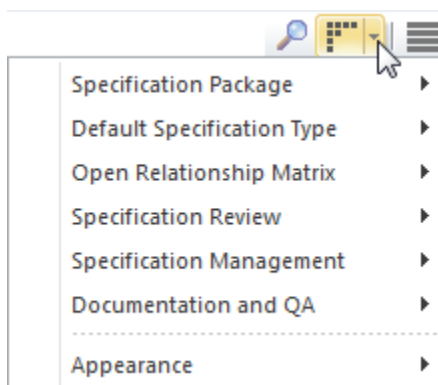 Specification Package
Default Specification Type
Open Relationship Matrix
Specification Review
Specification Management
Documentation and QA
Appearance